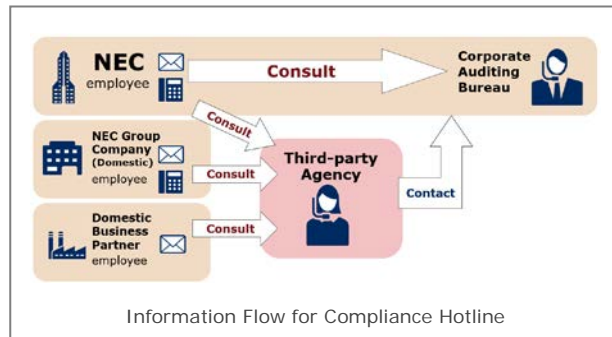 NEC
employee
Consult
Corporate
Auditing
Bureau
Consult
NEC Group
Company
(Domestic)
employee
Consult
Third-party
Agency
Contact
Domestic
Business
Partner
employee
Consult
Information Flow for Compliance Hotline